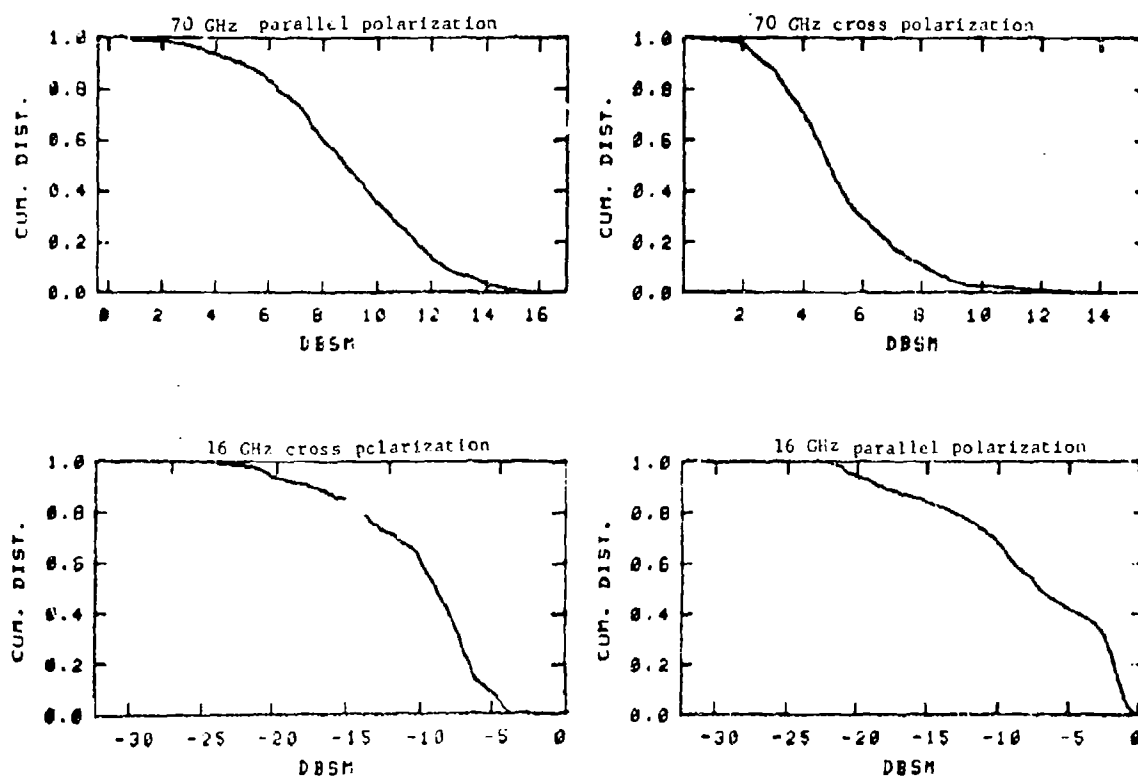 70 GHz parallel polarization
1.0
0.8
0.6
0.4
0.2
0.0
CUM. DIST.
0 2 4 6 8 10 12 14 16
DBSM
70 GHz cross polarization
1.0
0.8
0.6
0.4
0.2
0.0
CUM. DIST.
2 4 6 8 10 12 14
DBSM
16 GHz cross polarization
1.0
0.8
0.6
0.4
0.2
0.0
CUM. DIST.
-30 -25 -20 -15 -10 -5 0
DBSM
16 GHz parallel polarization
1.0
0.8
0.6
0.4
0.2
0.0
CUM. DIST.
-30 -25 -20 -15 -10 -5 0
DBSM